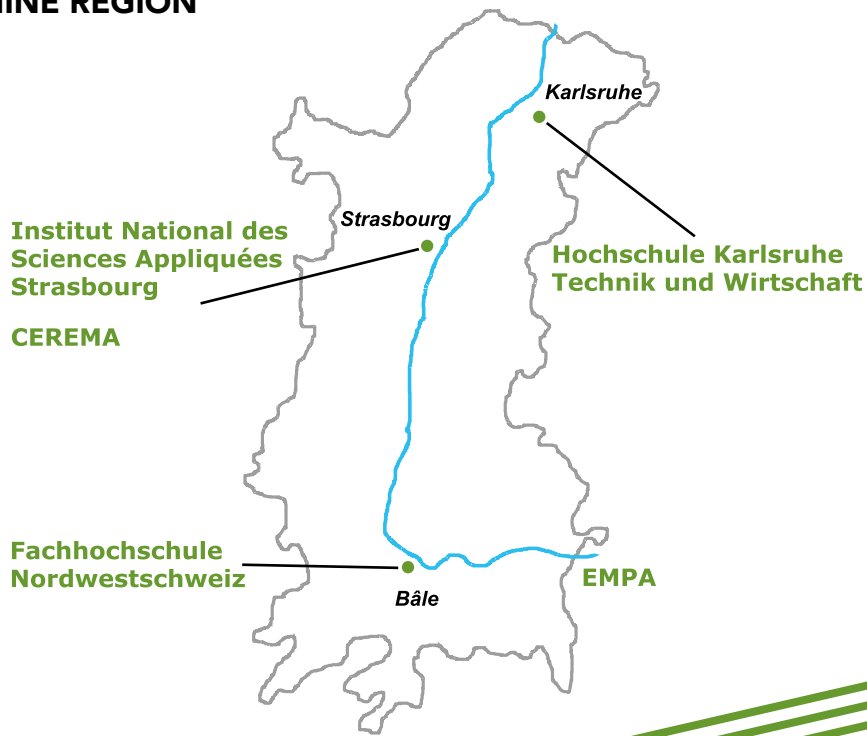 REGION
Karlsruhe
Strasbourg
Institut National des
Sciences Appliquées
Strasbourg
Hochschule Karlsruhe
Technik und Wirtschaft
CEREMA
Fachhochschule
Nordwestschweiz
EMPA
Bâle